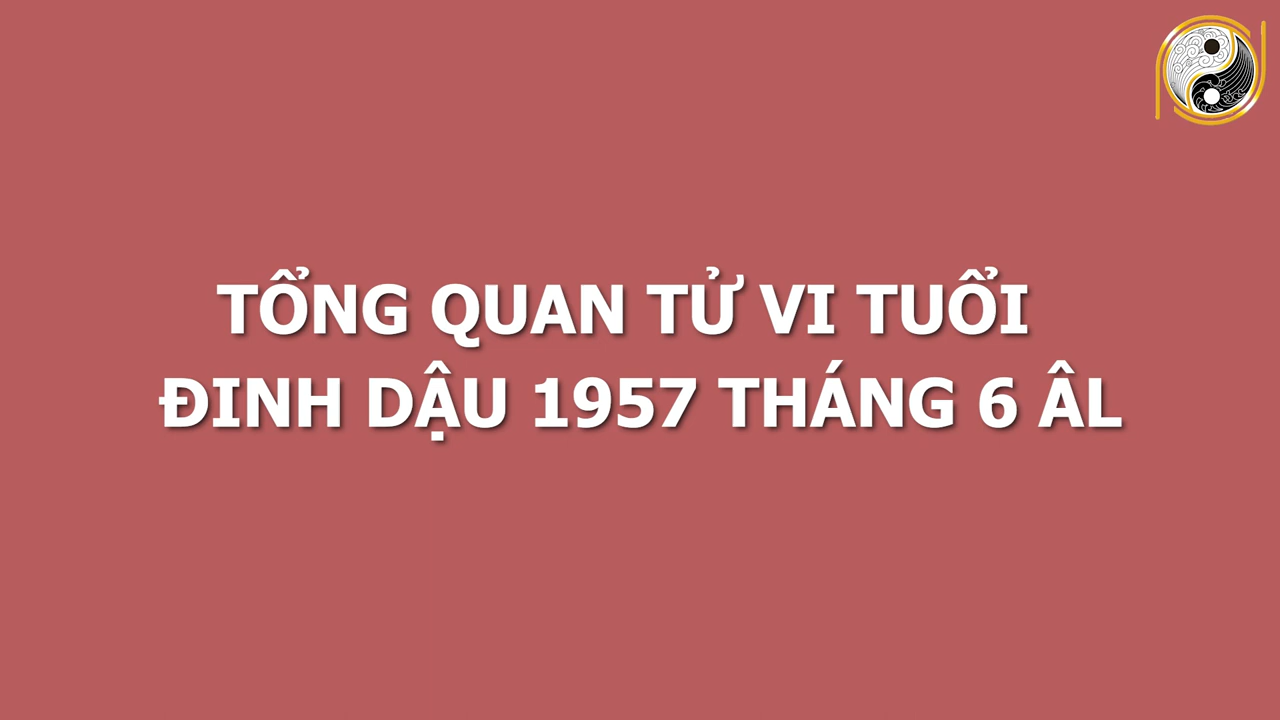 TỔNG QUAN TỬ VI TUỔI
ĐINH DẬU 1957 THÁNG 6 ÂL